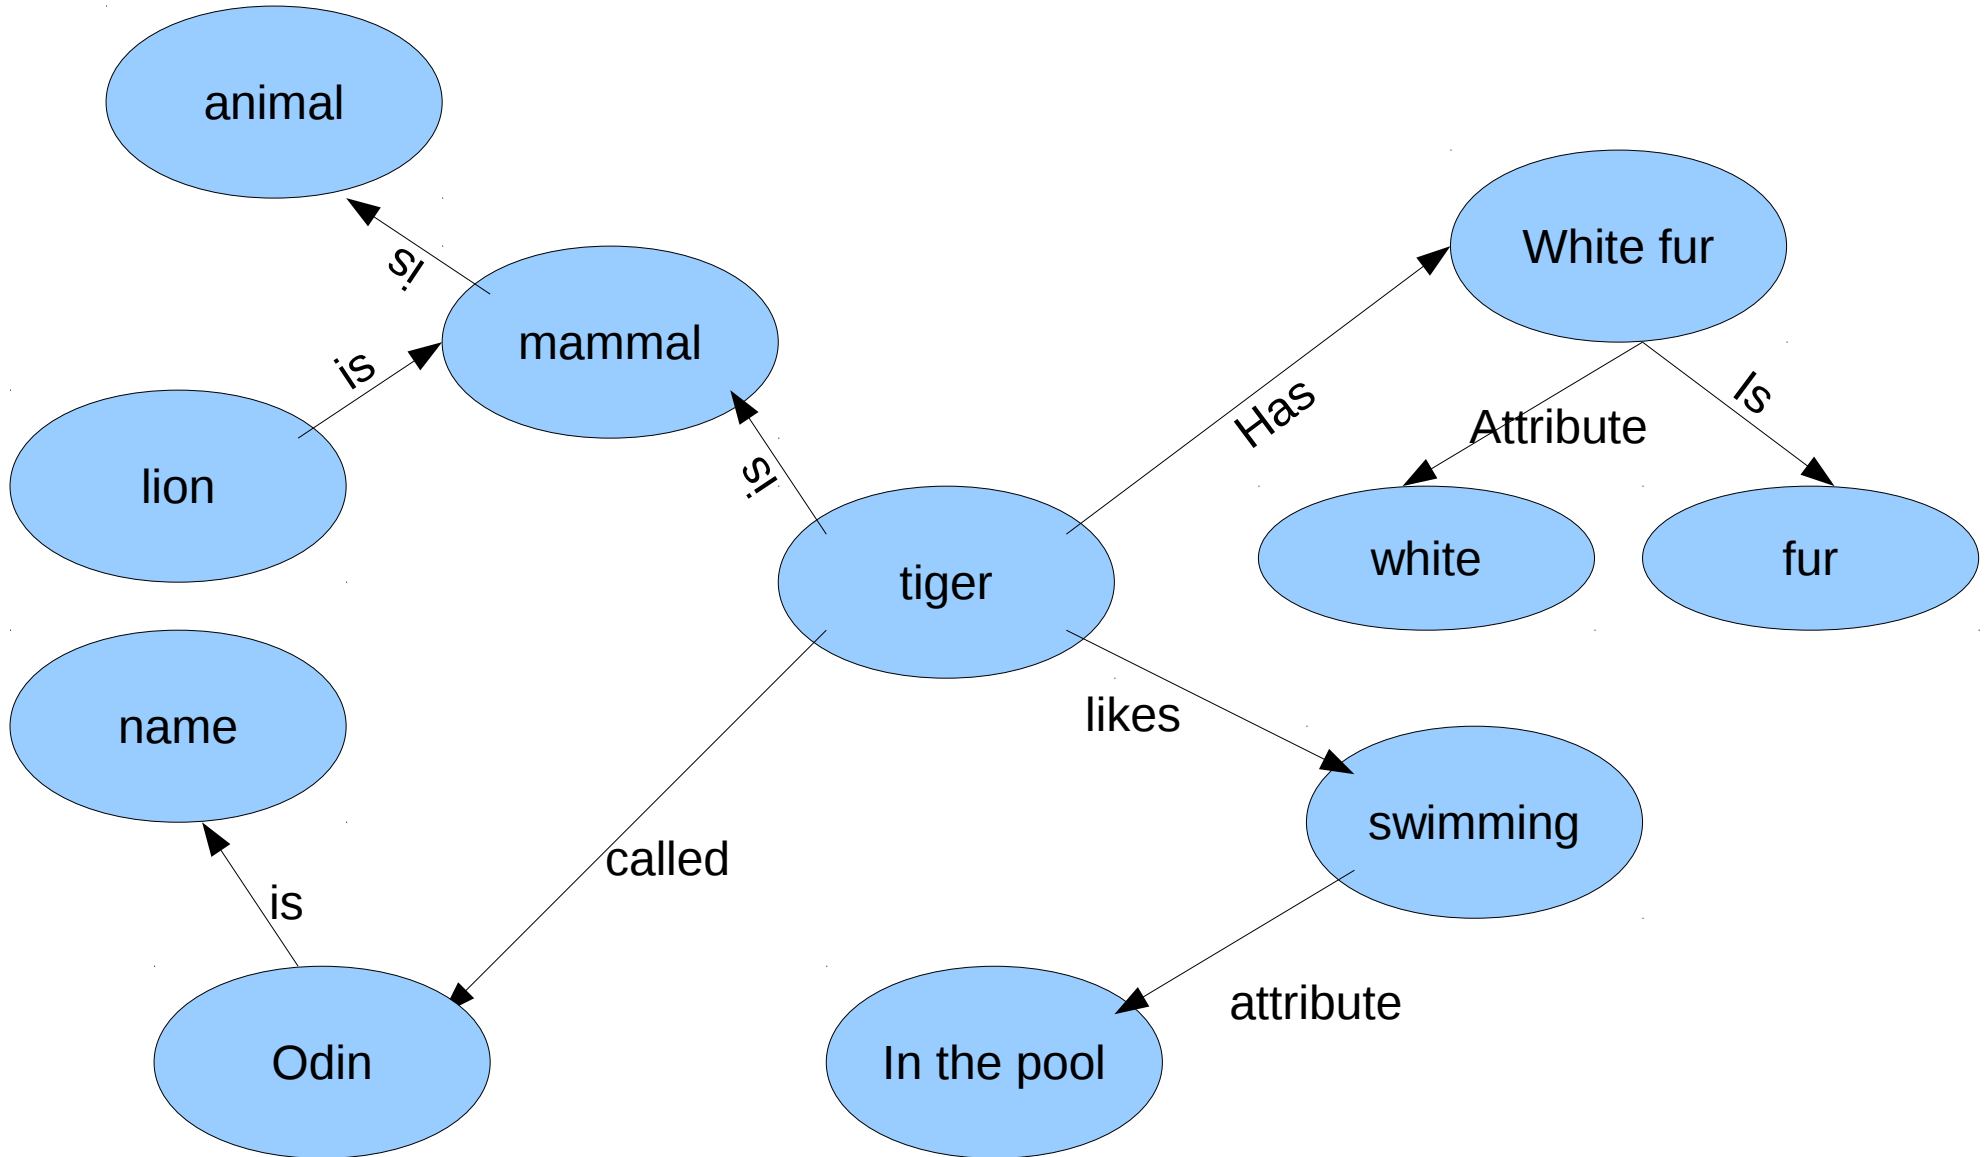 animal
White fur
is
mammal
is
Has
Is
Attribute
lion
is
white
fur
tiger
name
likes
swimming
called
is
attribute
Odin
In the pool